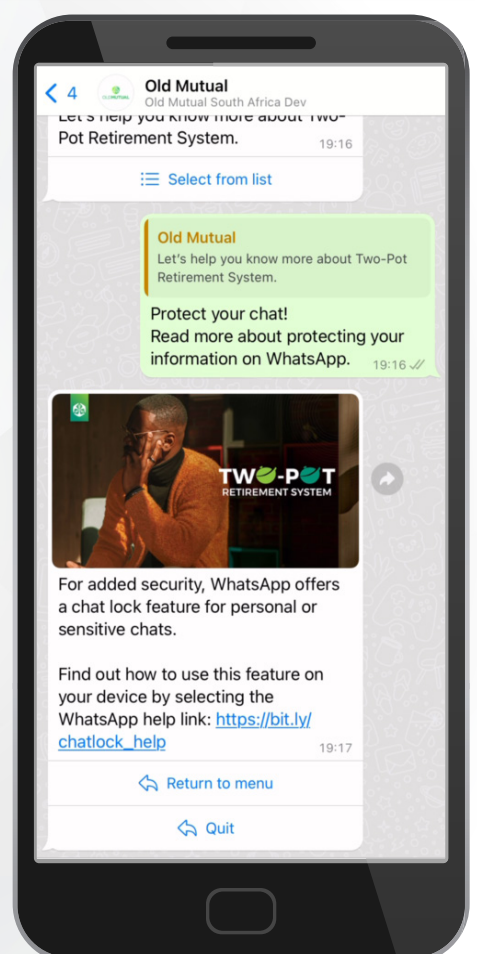 4
OLDMUTUAL
Old Mutual
Old Mutual South Africa Dev
Let's help you know more about Two-
Pot Retirement System.
19:16
Select from list
Old Mutual
Let's help you know more about Two-Pot
Retirement System.
Protect your chat!
Read more about protecting your
information on WhatsApp.
19:16
TWO-POT
RETIREMENT SYSTEM
For added security, WhatsApp offers
a chat lock feature for personal or
sensitive chats.
Find out how to use this feature on
your device by selecting the
WhatsApp help link: https://bit.ly/
chatlock_help
19:17
Return to menu
Quit